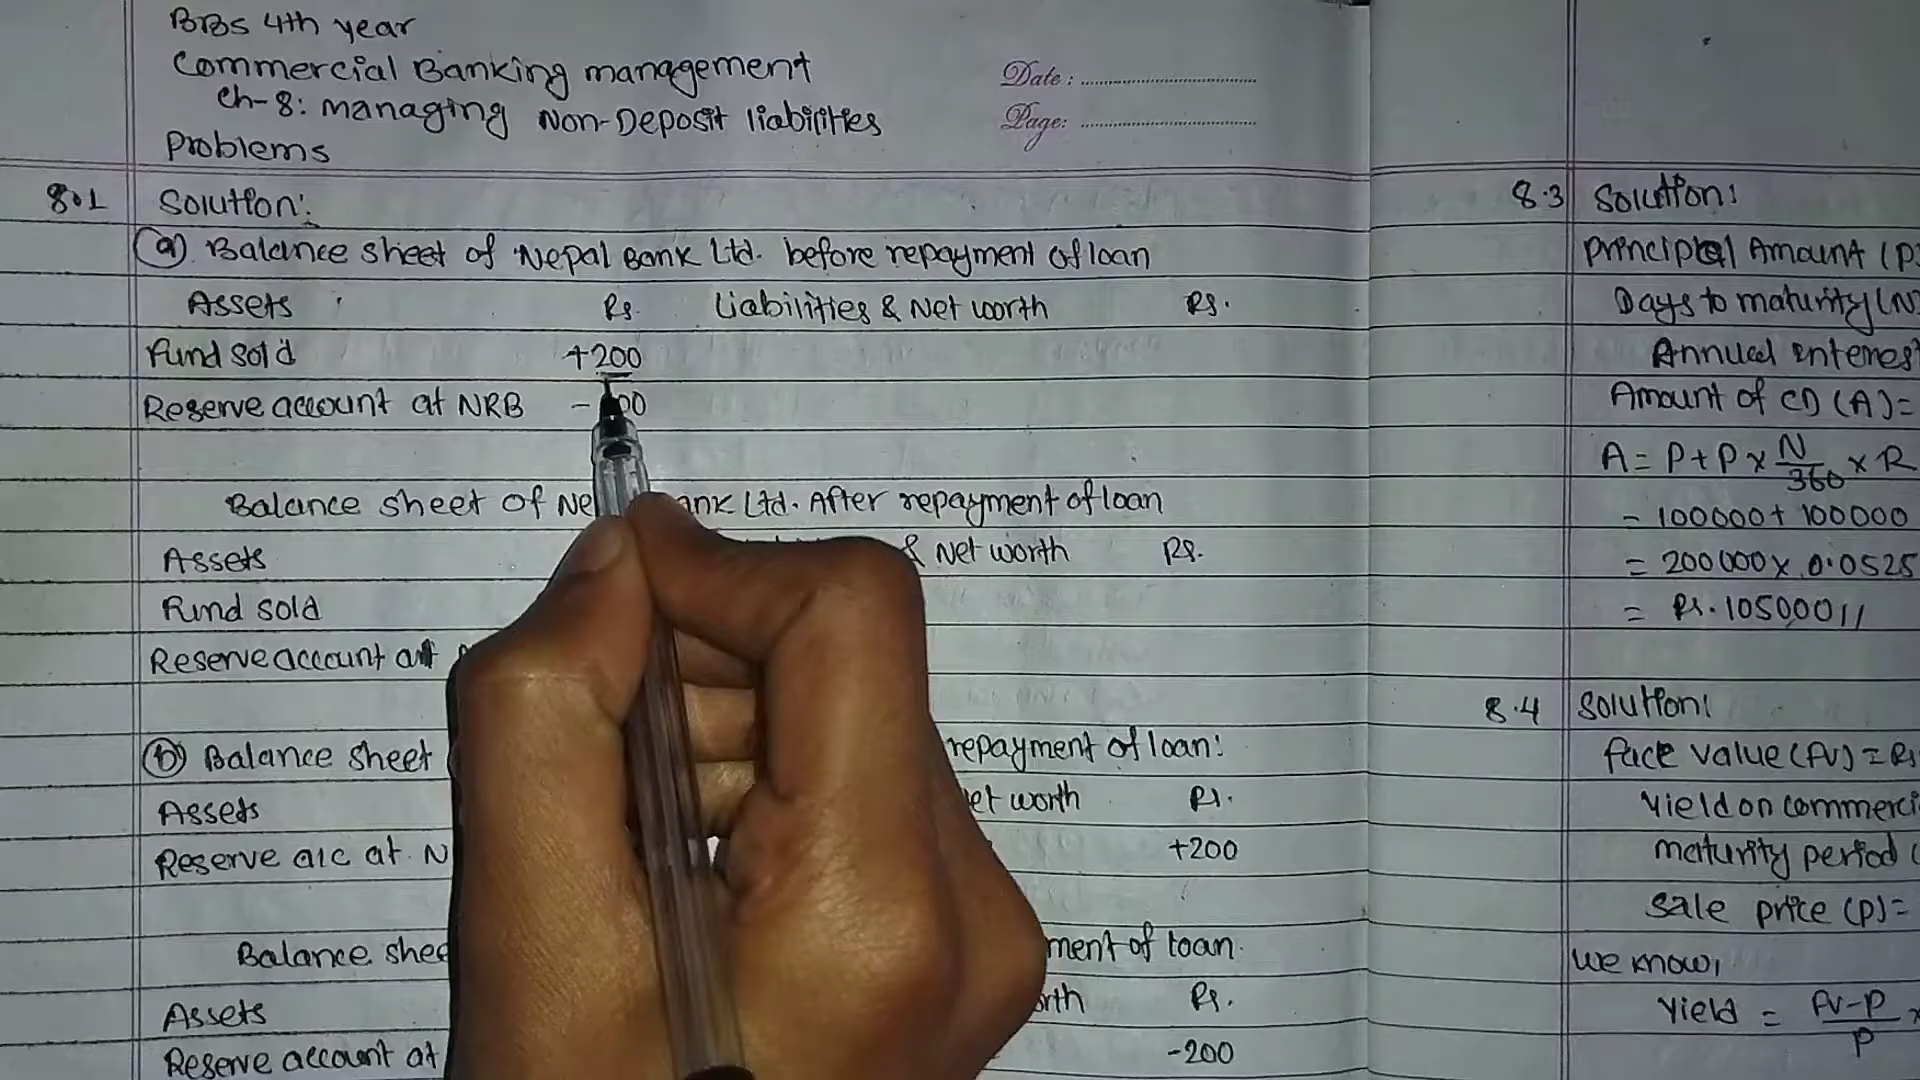 BBS 4th year
Commercial Banking management
Ch-8: managing Non-Deposit liabilities
Problems
Date:
Page:
8.1 Solution:
(a) Balance sheet of Nepal Bank Ltd. before repayment of loan
Assets Rs. Liabilities & Net worth Rs.
Fund sold +200
Reserve account at NRB - 00
Balance sheet of Ne ank Ltd. After repayment of loan
Assets & Net worth Rs.
Fund sold
Reserve account at
(b) Balance sheet repayment of loan:
Assets et worth Rs.
Reserve a/c at N +200
Balance shee ment of loan.
Assets orth Rs.
Reserve account at -200
8.3 Solution:
Principal Amount (P
Days to maturity (N)
Annual interest
Amount of CD (A) =
A = P + P x N/360 x R
= 100000 + 100000
= 200000 x 0.0525
= Rs. 1050001/
8.4 Solution:
face value (FV) = Rs
Yield on commerci
maturity period (
Sale price (P) =
We know,
Yield = FV-P/P x